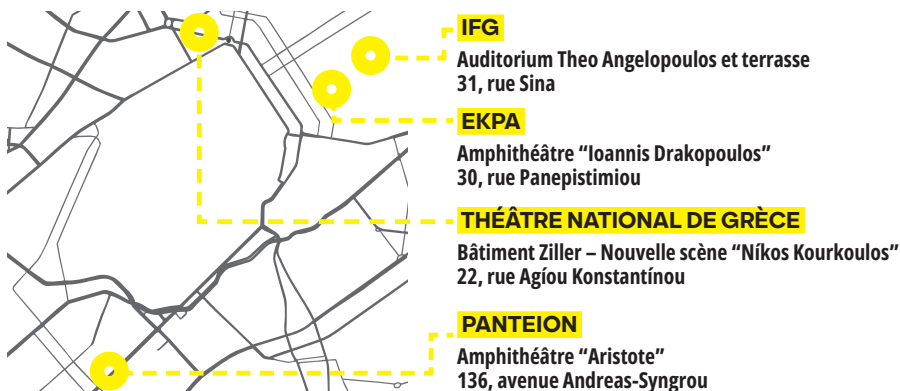 IFG
Auditorium Theo Angelopoulos et terrasse
31, rue Sina
EKPA
Amphithéâtre “Ioannis Drakopoulos”
30, rue Panepistimiou
THÉÂTRE NATIONAL DE GRÈCE
Bâtiment Ziller – Nouvelle scène “Níkos Kourkoulos”
22, rue Agíou Konstantínou
PANTEION
Amphithéâtre “Aristote”
136, avenue Andreas-Syngrou